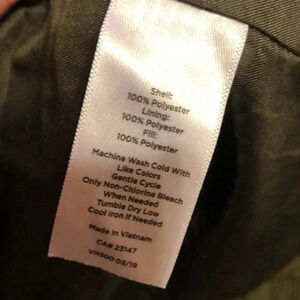 Shell:
100% Polyester
Lining:
100% Polyester
Fill:
100% Polyester
Machine Wash Cold With
Like Colors
Gentle Cycle
Only Non-Chlorine Bleach
When Needed
Tumble Dry Low
Cool Iron If Needed
Made in Vietnam
CA# 23147
VN500 03/19